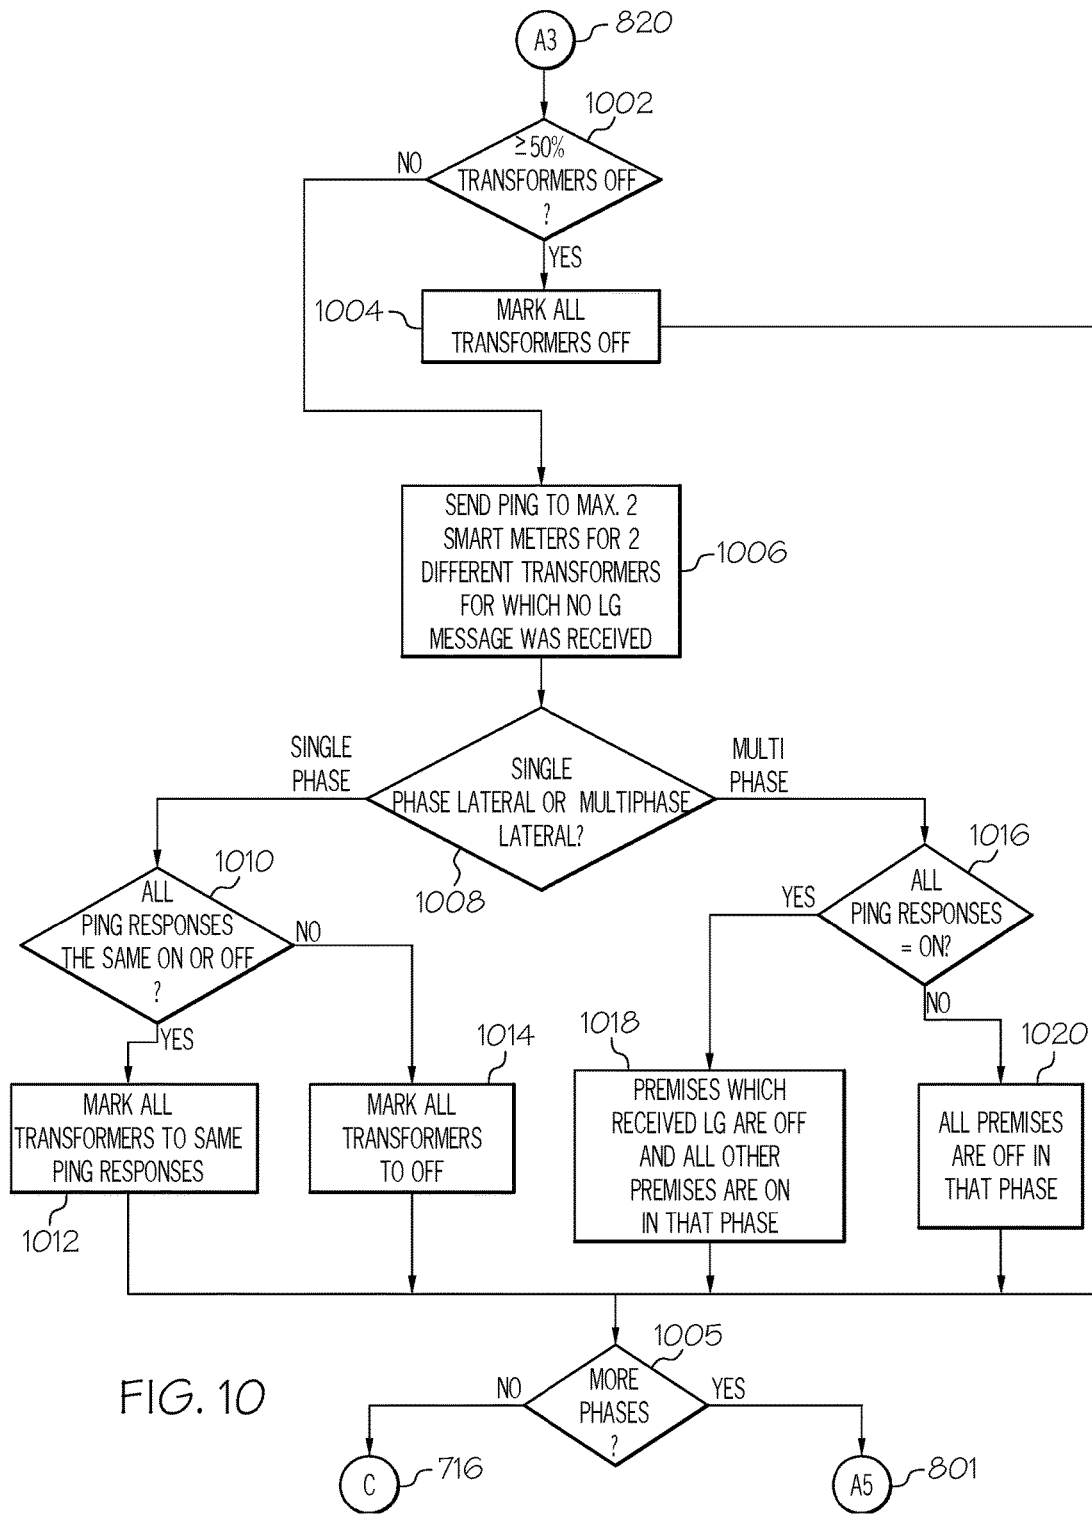 A3
820
1002
≥50%
TRANSFORMERS OFF
?
NO
YES
1004
MARK ALL
TRANSFORMERS OFF
SEND PING TO MAX. 2
SMART METERS FOR 2
DIFFERENT TRANSFORMERS
FOR WHICH NO LG
MESSAGE WAS RECEIVED
1006
SINGLE
PHASE
MULTI
PHASE
SINGLE
PHASE LATERAL OR MULTIPHASE
LATERAL?
1008
1010
ALL
PING RESPONSES
THE SAME ON OR OFF
?
NO
YES
1016
ALL
PING RESPONSES
= ON?
YES
NO
MARK ALL
TRANSFORMERS TO SAME
PING RESPONSES
1012
1014
MARK ALL
TRANSFORMERS
TO OFF
1018
PREMISES WHICH
RECEIVED LG ARE OFF
AND ALL OTHER
PREMISES ARE ON
IN THAT PHASE
1020
ALL PREMISES
ARE OFF IN
THAT PHASE
1005
MORE
PHASES
?
NO
YES
FIG. 10
C
716
A5
801